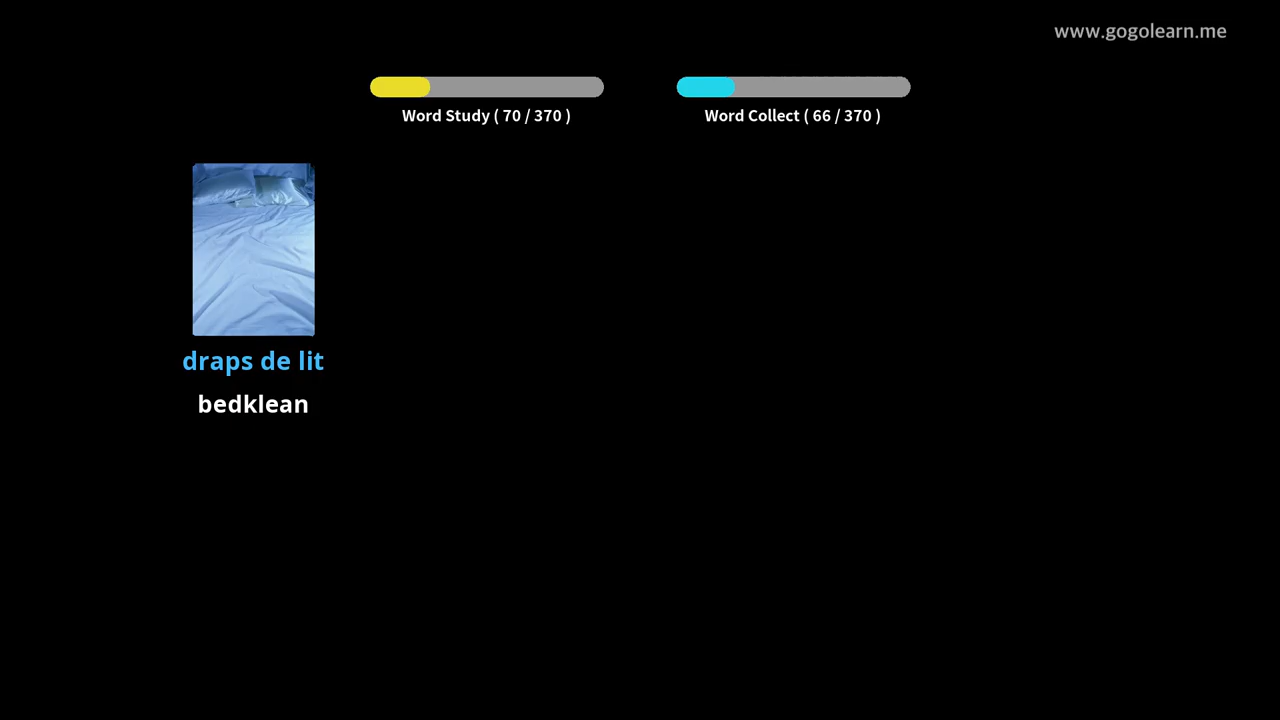 www.gogolearn.me
Word Study ( 70 / 370 )
Word Collect ( 66 / 370 )
draps de lit
bedklean